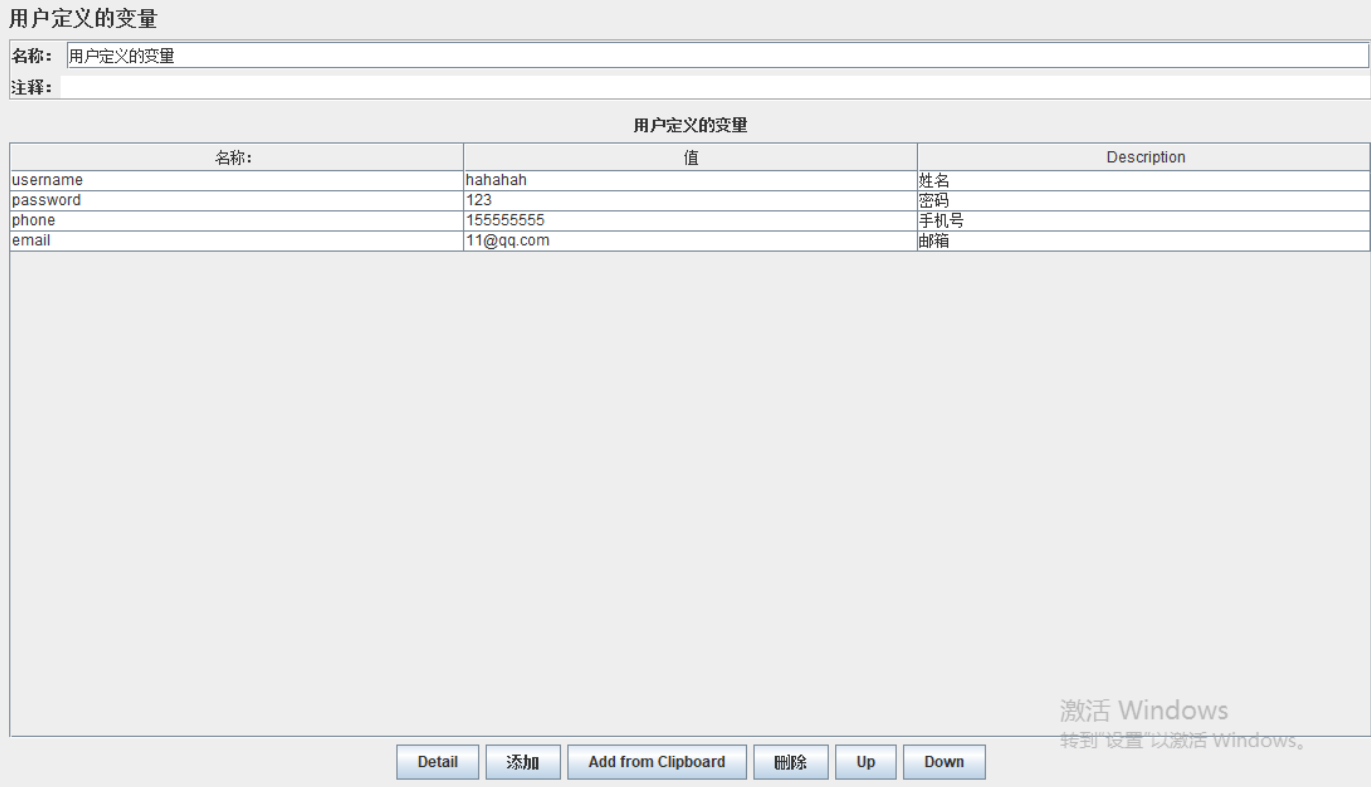 用户定义的变量
名称： 用户定义的变量
注释：
用户定义的变量
名称: 值 Description
username hahahah 姓名
password 123 密码
phone 155555555 手机号
email 11@qq.com 邮箱
激活 Windows
转到"设置"以激活 Windows。
Detail 添加 Add from Clipboard 删除 Up Down